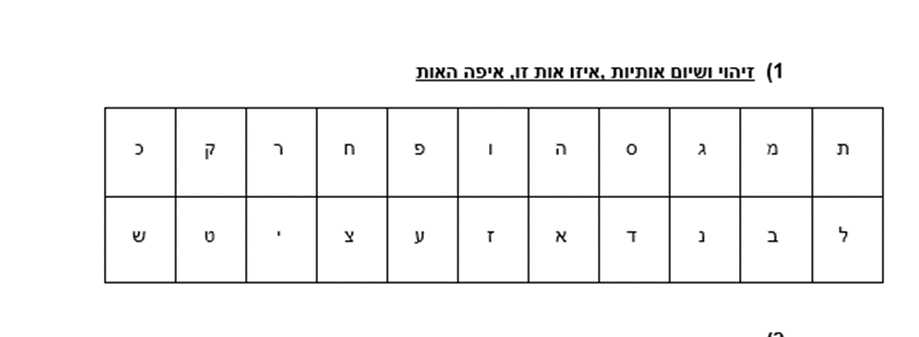 1) זיהוי ושיום אותיות ,איזו אות זו, איפה האות
ת מ ג ס ה ו פ ח ר ק כ
ל ב נ ד א ז ע צ י ט ש